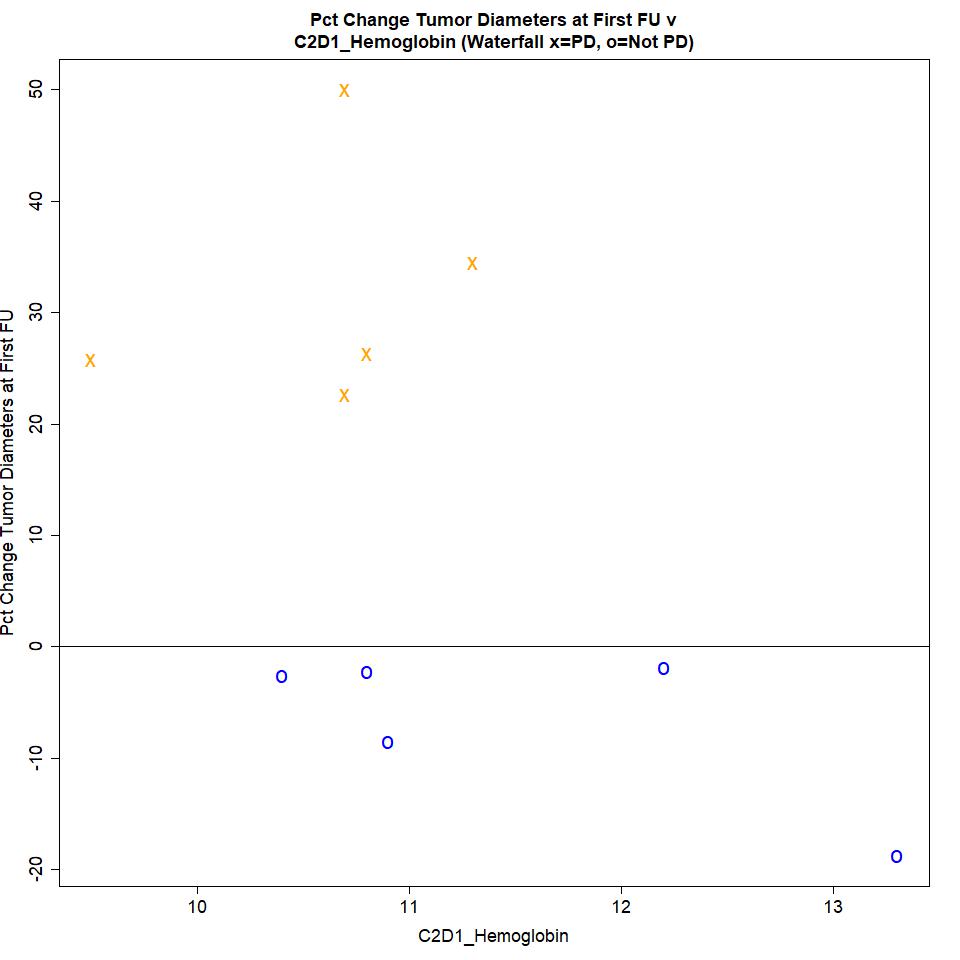 Pct Change Tumor Diameters at First FU v
C2D1_Hemoglobin (Waterfall x=PD, o=Not PD)
Pct Change Tumor Diameters at First FU
50
40
30
20
10
0
-10
-20
X
X
X
X
X
O
O
O
O
O
10
11
12
13
C2D1_Hemoglobin